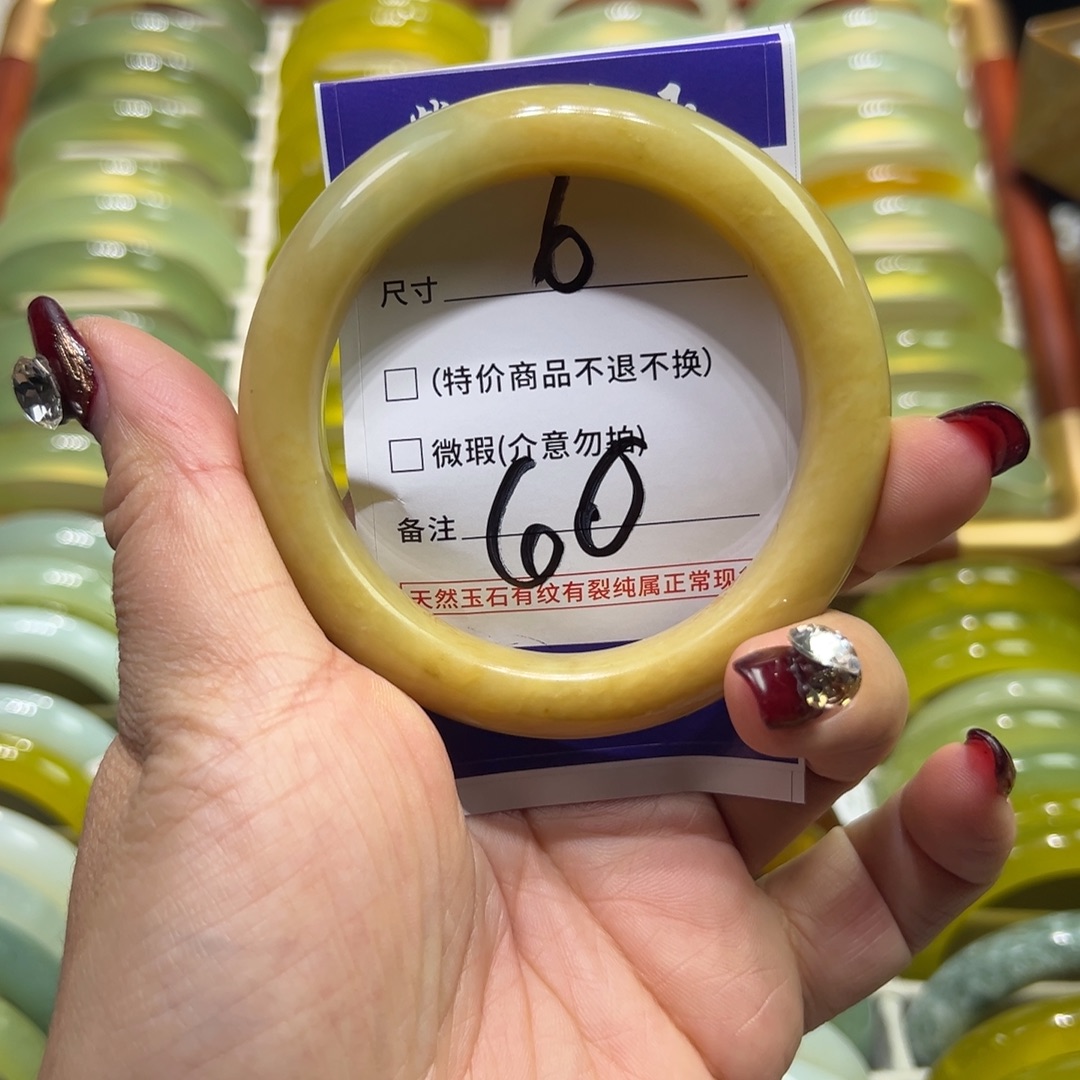 尺寸 6
(特价商品不退不换)
微瑕(介意勿拍)
备注 60
天然玉石有纹有裂纯属正常现